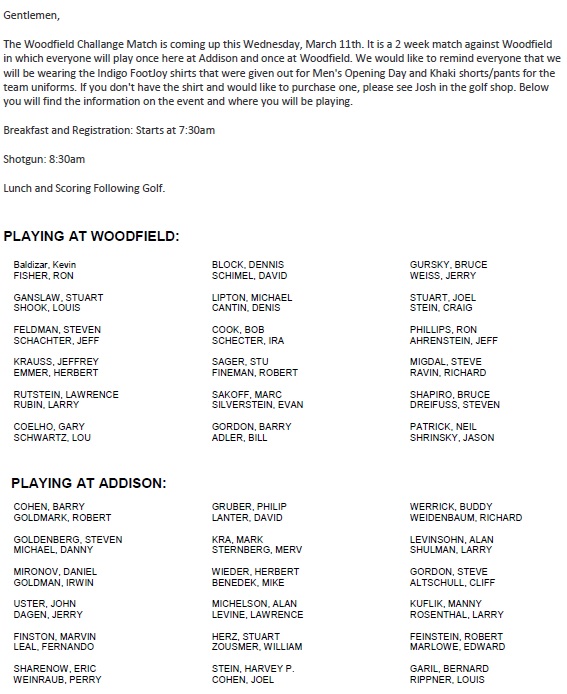 Gentlemen,
The Woodfield Challange Match is coming up this Wednesday, March 11th. It is a 2 week match against Woodfield
in which everyone will play once here at Addison and once at Woodfield. We would like to remind everyone that we
will be wearing the Indigo FootJoy shirts that were given out for Men's Opening Day and Khaki shorts/pants for the
team uniforms. If you don't have the shirt and would like to purchase one, please see Josh in the golf shop. Below
you will find the information on the event and where you will be playing.
Breakfast and Registration: Starts at 7:30am
Shotgun: 8:30am
Lunch and Scoring Following Golf.
PLAYING AT WOODFIELD:
Baldizar, Kevin BLOCK, DENNIS GURSKY, BRUCE
FISHER, RON SCHIMEL, DAVID WEISS, JERRY
GANSLAW, STUART LIPTON, MICHAEL STUART, JOEL
SHOOK, LOUIS CANTIN, DENIS STEIN, CRAIG
FELDMAN, STEVEN COOK, BOB PHILLIPS, RON
SCHACHTER, JEFF SCHECTER, IRA AHRENSTEIN, JEFF
KRAUSS, JEFFREY SAGER, STU MIGDAL, STEVE
EMMER, HERBERT FINEMAN, ROBERT RAVIN, RICHARD
RUTSTEIN, LAWRENCE SAKOFF, MARC SHAPIRO, BRUCE
RUBIN, LARRY SILVERSTEIN, EVAN DREIFUSS, STEVEN
COELHO, GARY GORDON, BARRY PATRICK, NEIL
SCHWARTZ, LOU ADLER, BILL SHRINSKY, JASON
PLAYING AT ADDISON:
COHEN, BARRY GRUBER, PHILIP WERRICK, BUDDY
GOLDMARK, ROBERT LANTER, DAVID WEIDENBAUM, RICHARD
GOLDENBERG, STEVEN KRA, MARK LEVINSOHN, ALAN
MICHAEL, DANNY STERNBERG, MERV SHULMAN, LARRY
MIRONOV, DANIEL WIEDER, HERBERT GORDON, STEVE
GOLDMAN, IRWIN BENEDEK, MIKE ALTSCHULL, CLIFF
USTER, JOHN MICHELSON, ALAN KUFLIK, MANNY
DAGEN, JERRY LEVINE, LAWRENCE ROSENTHAL, LARRY
FINSTON, MARVIN HERZ, STUART FEINSTEIN, ROBERT
LEAL, FERNANDO ZOUSMER, WILLIAM MARLOWE, EDWARD
SHARENOW, ERIC STEIN, HARVEY P. GARIL, BERNARD
WEINRAUB, PERRY COHEN, JOEL RIPPNER, LOUIS